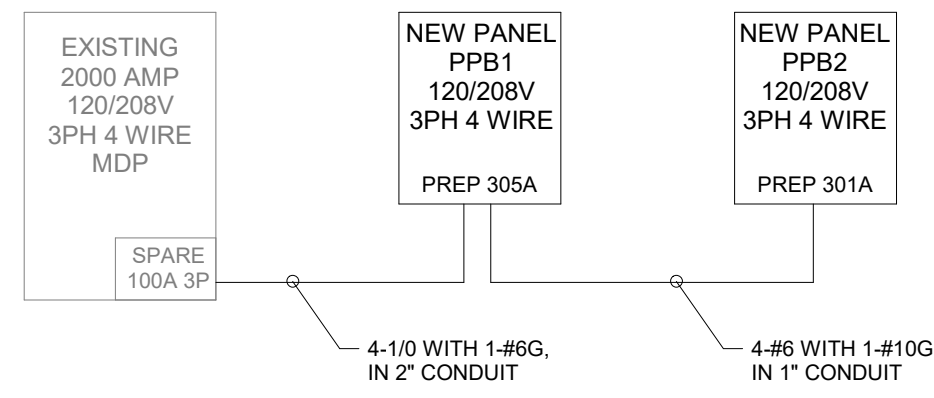 EXISTING
2000 AMP
120/208V
3PH 4 WIRE
MDP
SPARE
100A 3P
NEW PANEL
PPB1
120/208V
3PH 4 WIRE
PREP 305A
NEW PANEL
PPB2
120/208V
3PH 4 WIRE
PREP 301A
4-1/0 WITH 1-#6G,
IN 2" CONDUIT
4-#6 WITH 1-#10G
IN 1" CONDUIT